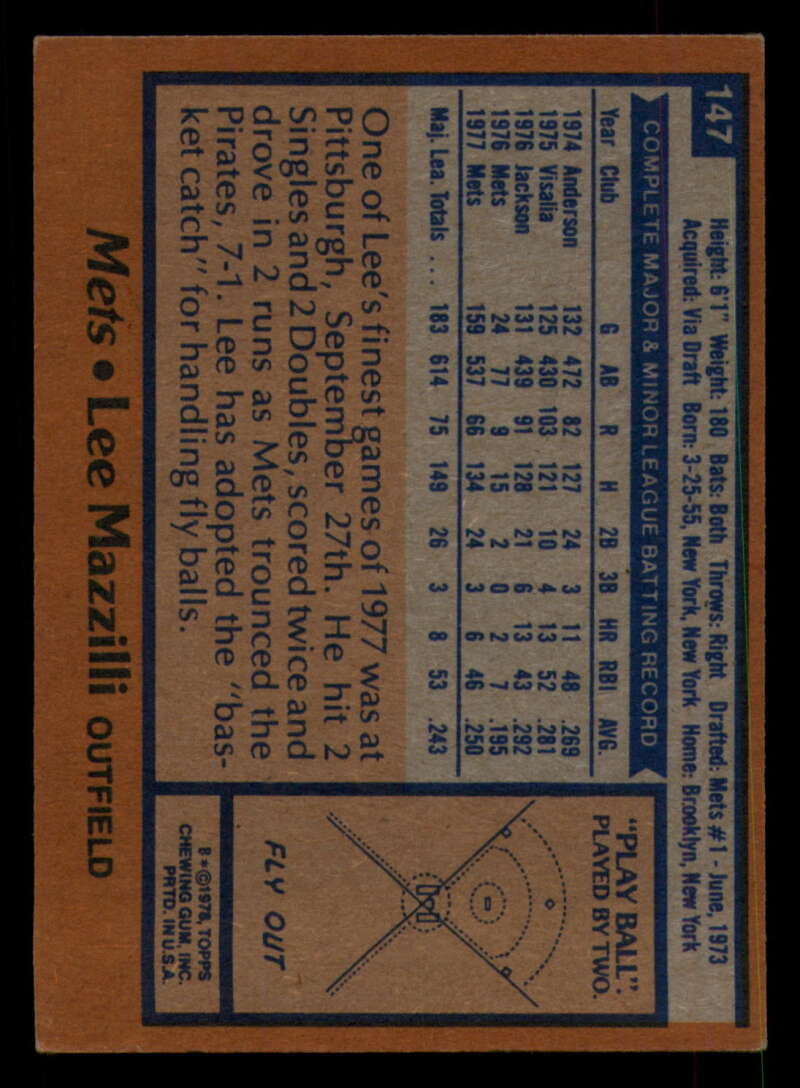 147
Height: 6'1" Weight: 180 Bats: Both Throws: Right Drafted: Mets #1 - June, 1973
Acquired: Via Draft Born: 3-25-55, New York, New York Home: Brooklyn, New York
COMPLETE MAJOR & MINOR LEAGUE BATTING RECORD
Year Club G AB R H 2B 3B HR RBI AVG.
1974 Anderson 132 472 82 127 24 3 11 48 .269
1975 Visalia 125 430 103 121 10 4 13 52 .281
1976 Jackson 131 439 91 128 21 6 13 43 .292
1976 Mets 24 77 9 15 2 0 2 7 .195
1977 Mets 159 537 66 134 24 3 6 46 .250
Maj. Lea. Totals . . . 183 614 75 149 26 3 8 53 .243
One of Lee's finest games of 1977 was at
Pittsburgh, September 27th. He hit 2
Singles and 2 Doubles, scored twice and
drove in 2 runs as Mets trounced the
Pirates, 7-1. Lee has adopted the "bas-
ket catch" for handling fly balls.
"PLAY BALL":
PLAYED BY TWO.
FLY OUT
8*©1978, TOPPS
CHEWING GUM, INC.
PRTD. IN U.S.A.
Mets • Lee Mazzilli OUTFIELD